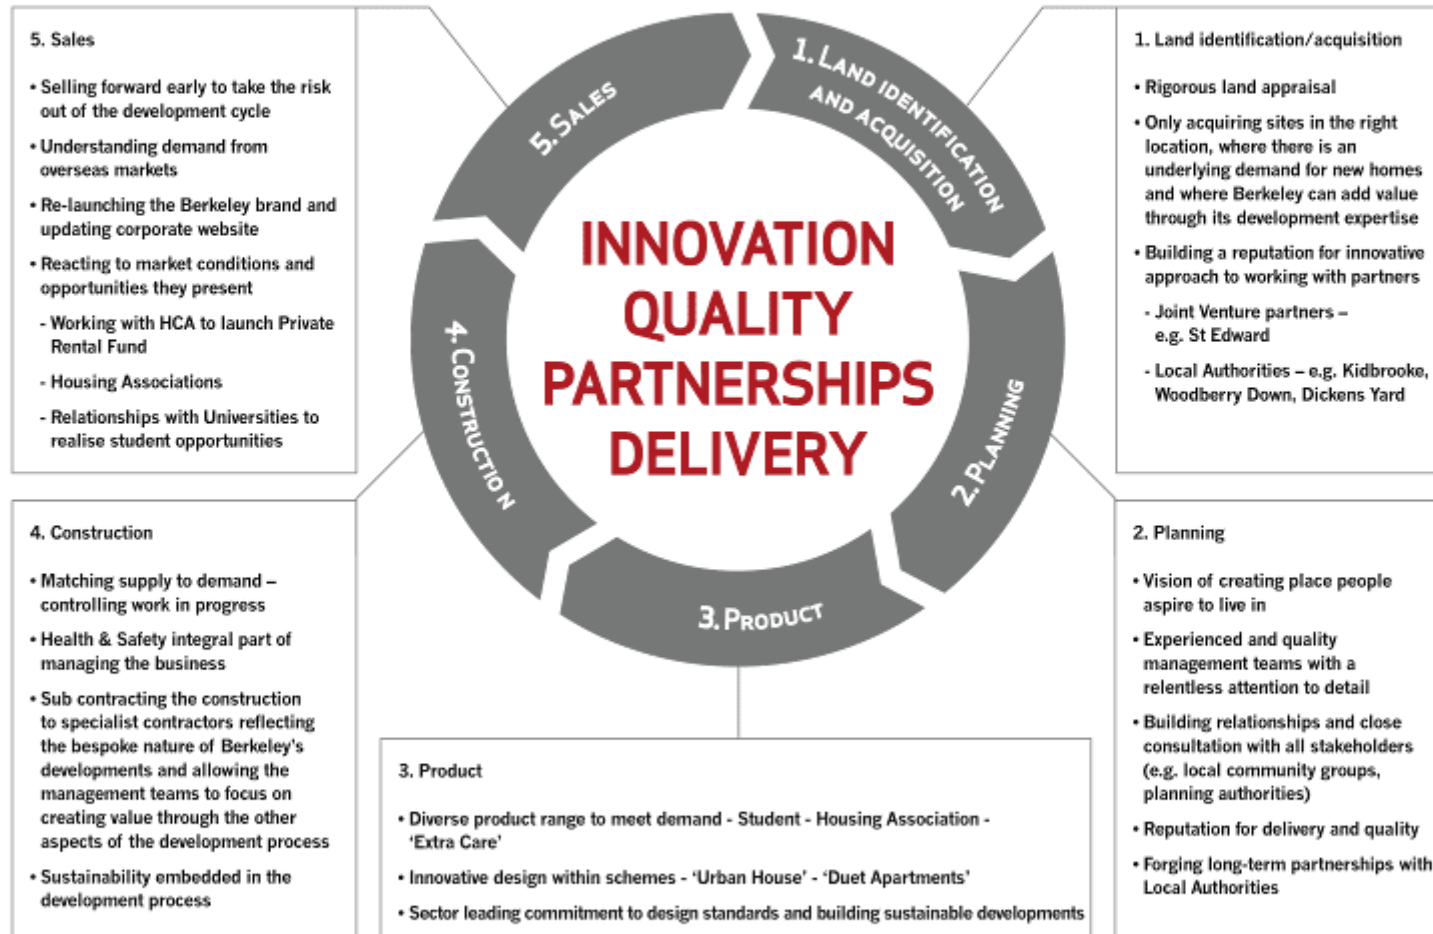 5. Sales
• Selling forward early to take the risk
out of the development cycle
• Understanding demand from
overseas markets
• Re-launching the Berkeley brand and
updating corporate website
• Reacting to market conditions and
opportunities they present
- Working with HCA to launch Private
Rental Fund
- Housing Associations
- Relationships with Universities to
realise student opportunities
1. LAND IDENTIFICATION
AND ACQUISITION
2. PLANNING
3. PRODUCT
4. CONSTRUCTION
5. SALES
INNOVATION
QUALITY
PARTNERSHIPS
DELIVERY
1. Land identification/acquisition
• Rigorous land appraisal
• Only acquiring sites in the right
location, where there is an
underlying demand for new homes
and where Berkeley can add value
through its development expertise
• Building a reputation for innovative
approach to working with partners
- Joint Venture partners –
e.g. St Edward
- Local Authorities – e.g. Kidbrooke,
Woodberry Down, Dickens Yard
4. Construction
• Matching supply to demand –
controlling work in progress
• Health & Safety integral part of
managing the business
• Sub contracting the construction
to specialist contractors reflecting
the bespoke nature of Berkeley's
developments and allowing the
management teams to focus on
creating value through the other
aspects of the development process
• Sustainability embedded in the
development process
3. Product
• Diverse product range to meet demand - Student - Housing Association -
‘Extra Care’
• Innovative design within schemes - ‘Urban House’ - ‘Duet Apartments’
• Sector leading commitment to design standards and building sustainable developments
2. Planning
• Vision of creating place people
aspire to live in
• Experienced and quality
management teams with a
relentless attention to detail
• Building relationships and close
consultation with all stakeholders
(e.g. local community groups,
planning authorities)
• Reputation for delivery and quality
• Forging long-term partnerships with
Local Authorities